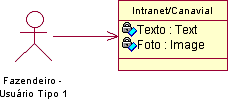 Intranet/Canavial
Texto : Text
Foto : Image
Fazendeiro -
Usuário Tipo 1